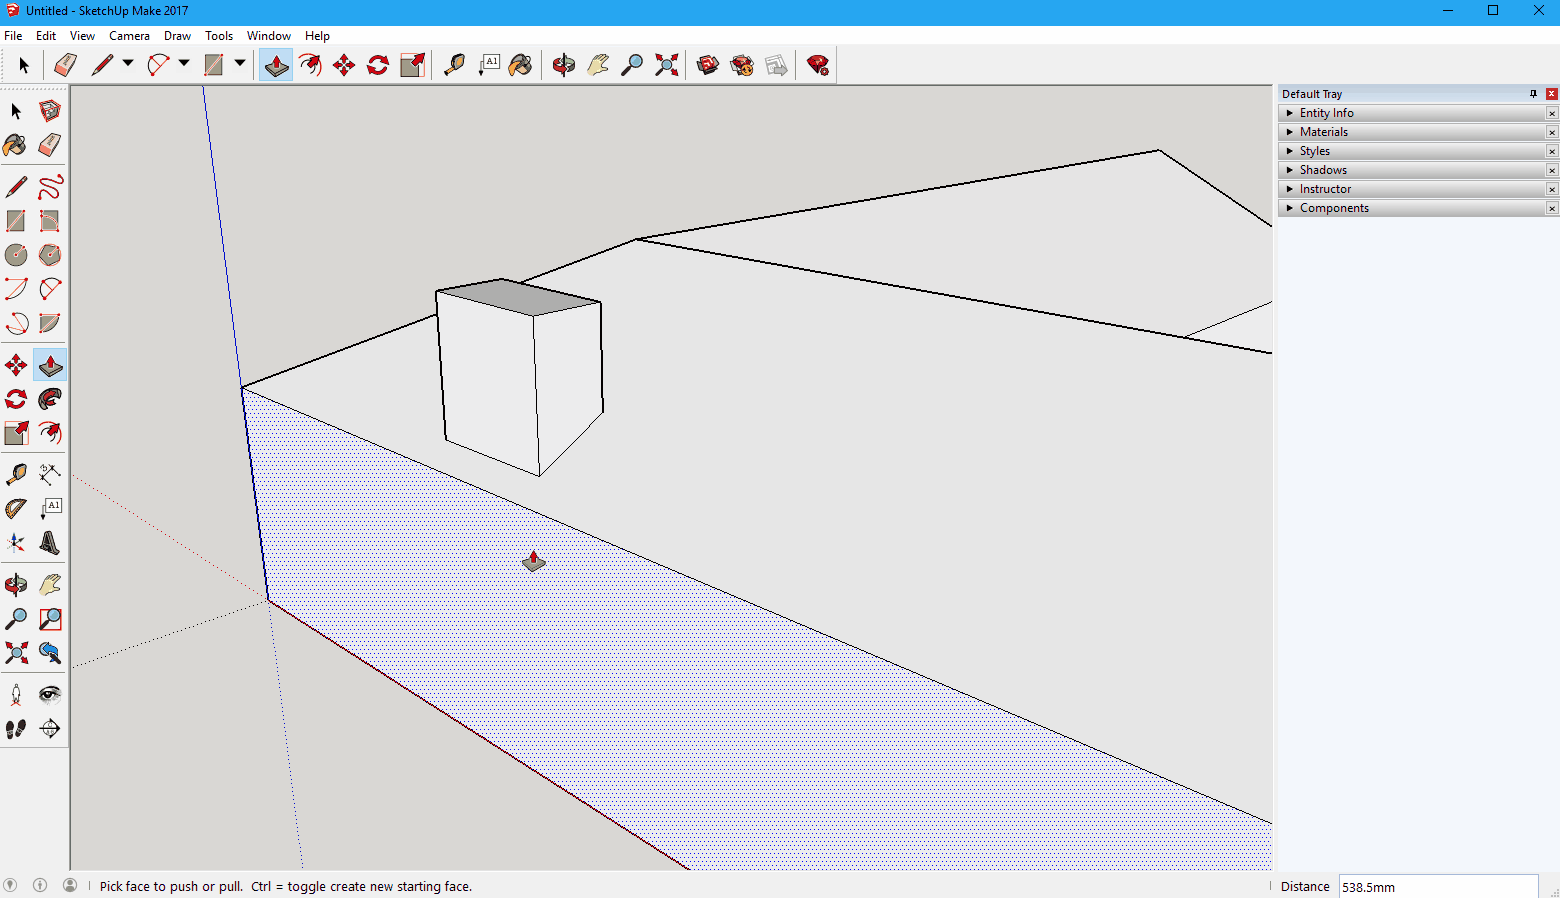 Untitled - SketchUp Make 2017
File Edit View Camera Draw Tools Window Help
A1
Default Tray
Entity Info
Materials
Styles
Shadows
Instructor
Components
A1
Pick face to push or pull. Ctrl = toggle create new starting face.
Distance 538.5mm